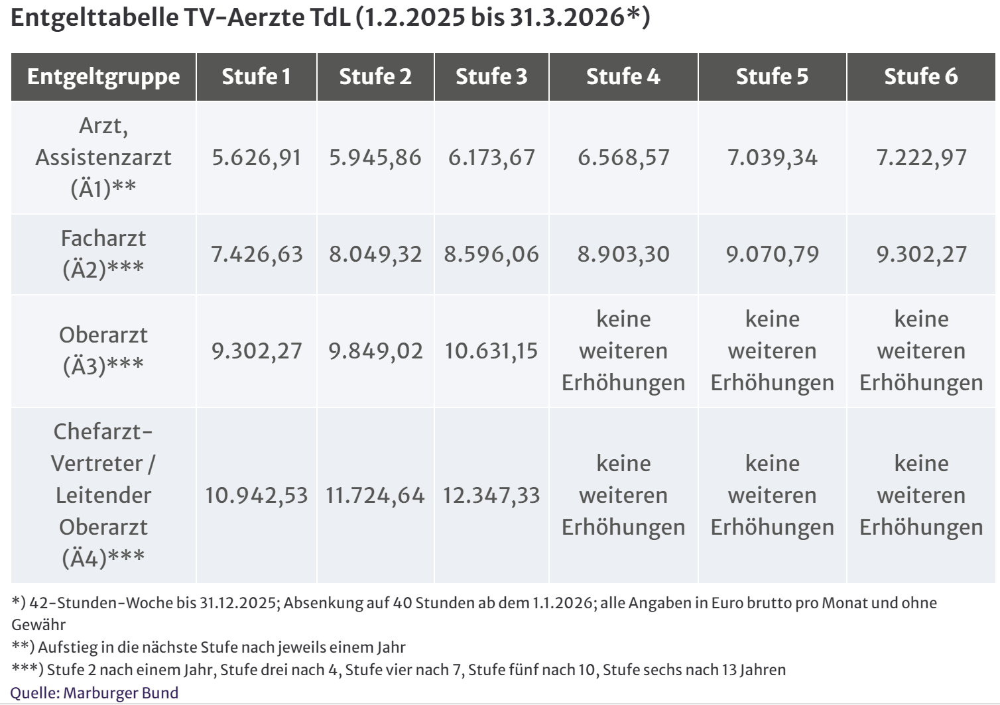 Entgelttabelle TV-Aerzte TdL (1.2.2025 bis 31.3.2026*)
Entgeltgruppe Stufe 1 Stufe 2 Stufe 3 Stufe 4 Stufe 5 Stufe 6
Arzt,
Assistenzarzt 5.626,91 5.945,86 6.173,67 6.568,57 7.039,34 7.222,97
(Ä1)**
Facharzt
(Ä2)*** 7.426,63 8.049,32 8.596,06 8.903,30 9.070,79 9.302,27
keine keine keine
Oberarzt
(Ä3)*** 9.302,27 9.849,02 10.631,15 weiteren weiteren weiteren
Erhöhungen Erhöhungen Erhöhungen
Chefarzt-
Vertreter / keine keine keine
Leitender 10.942,53 11.724,64 12.347,33 weiteren weiteren weiteren
Oberarzt Erhöhungen Erhöhungen Erhöhungen
(Ä4)***
*) 42-Stunden-Woche bis 31.12.2025; Absenkung auf 40 Stunden ab dem 1.1.2026; alle Angaben in Euro brutto pro Monat und ohne
Gewähr
**) Aufstieg in die nächste Stufe nach jeweils einem Jahr
***) Stufe 2 nach einem Jahr, Stufe drei nach 4, Stufe vier nach 7, Stufe fünf nach 10, Stufe sechs nach 13 Jahren
Quelle: Marburger Bund